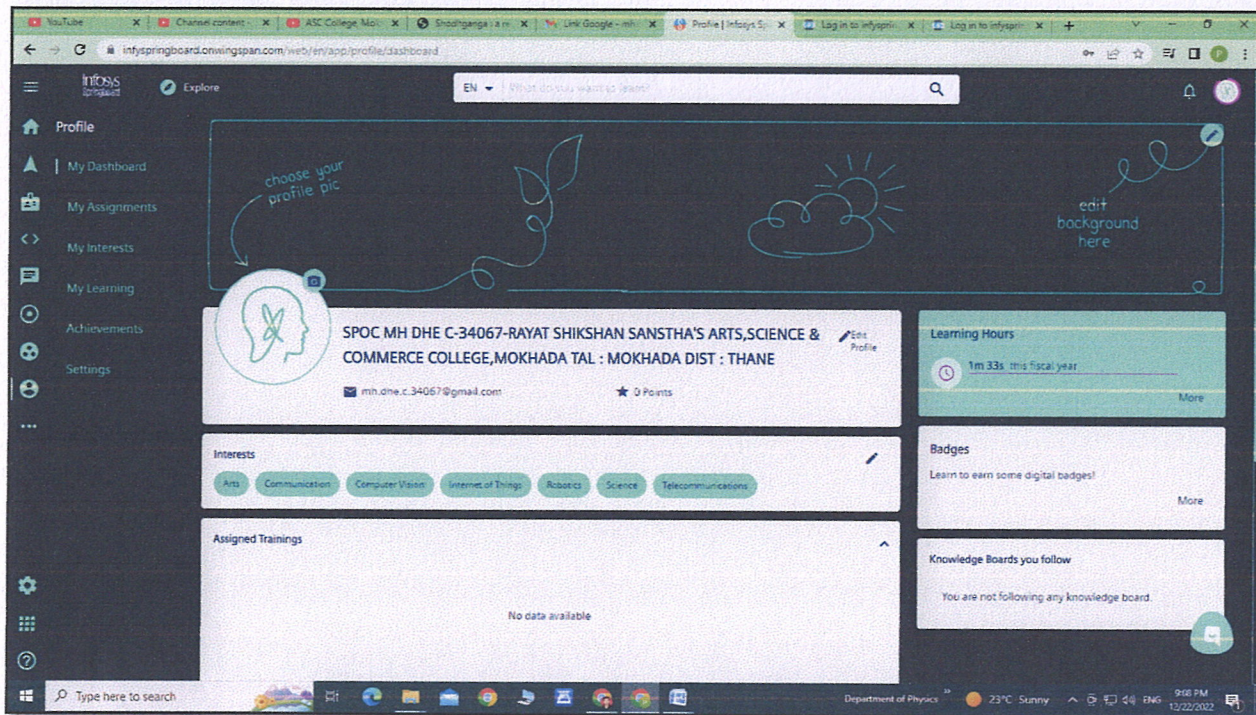 YouTube
Channel content -
ASC College, Mok
Shodhganga : a re
Link Google - mh
Profile | Infosys Sp
Log in to infysprin
Log in to infysprin
infyspringboard.onwingspan.com/web/en/app/profile/dashboard
P
Infosys
Springboard
Explore
EN
What do you want to learn?
Profile
My Dashboard
My Assignments
My Interests
My Learning
Achievements
Settings
choose your
profile pic
edit
background
here
SPOC MH DHE C-34067-RAYAT SHIKSHAN SANSTHA'S ARTS,SCIENCE &
COMMERCE COLLEGE,MOKHADA TAL : MOKHADA DIST : THANE
Edit
Profile
mh.dhe.c.34067@gmail.com
0 Points
Learning Hours
1m 33s this fiscal year
More
Interests
Arts
Communication
Computer Vision
Internet of Things
Robotics
Science
Telecommunications
Badges
Learn to earn some digital badges!
More
Assigned Trainings
No data available
Knowledge Boards you follow
You are not following any knowledge board.
Type here to search
Department of Physics
23°C Sunny
ENG
9:08 PM
12/22/2022